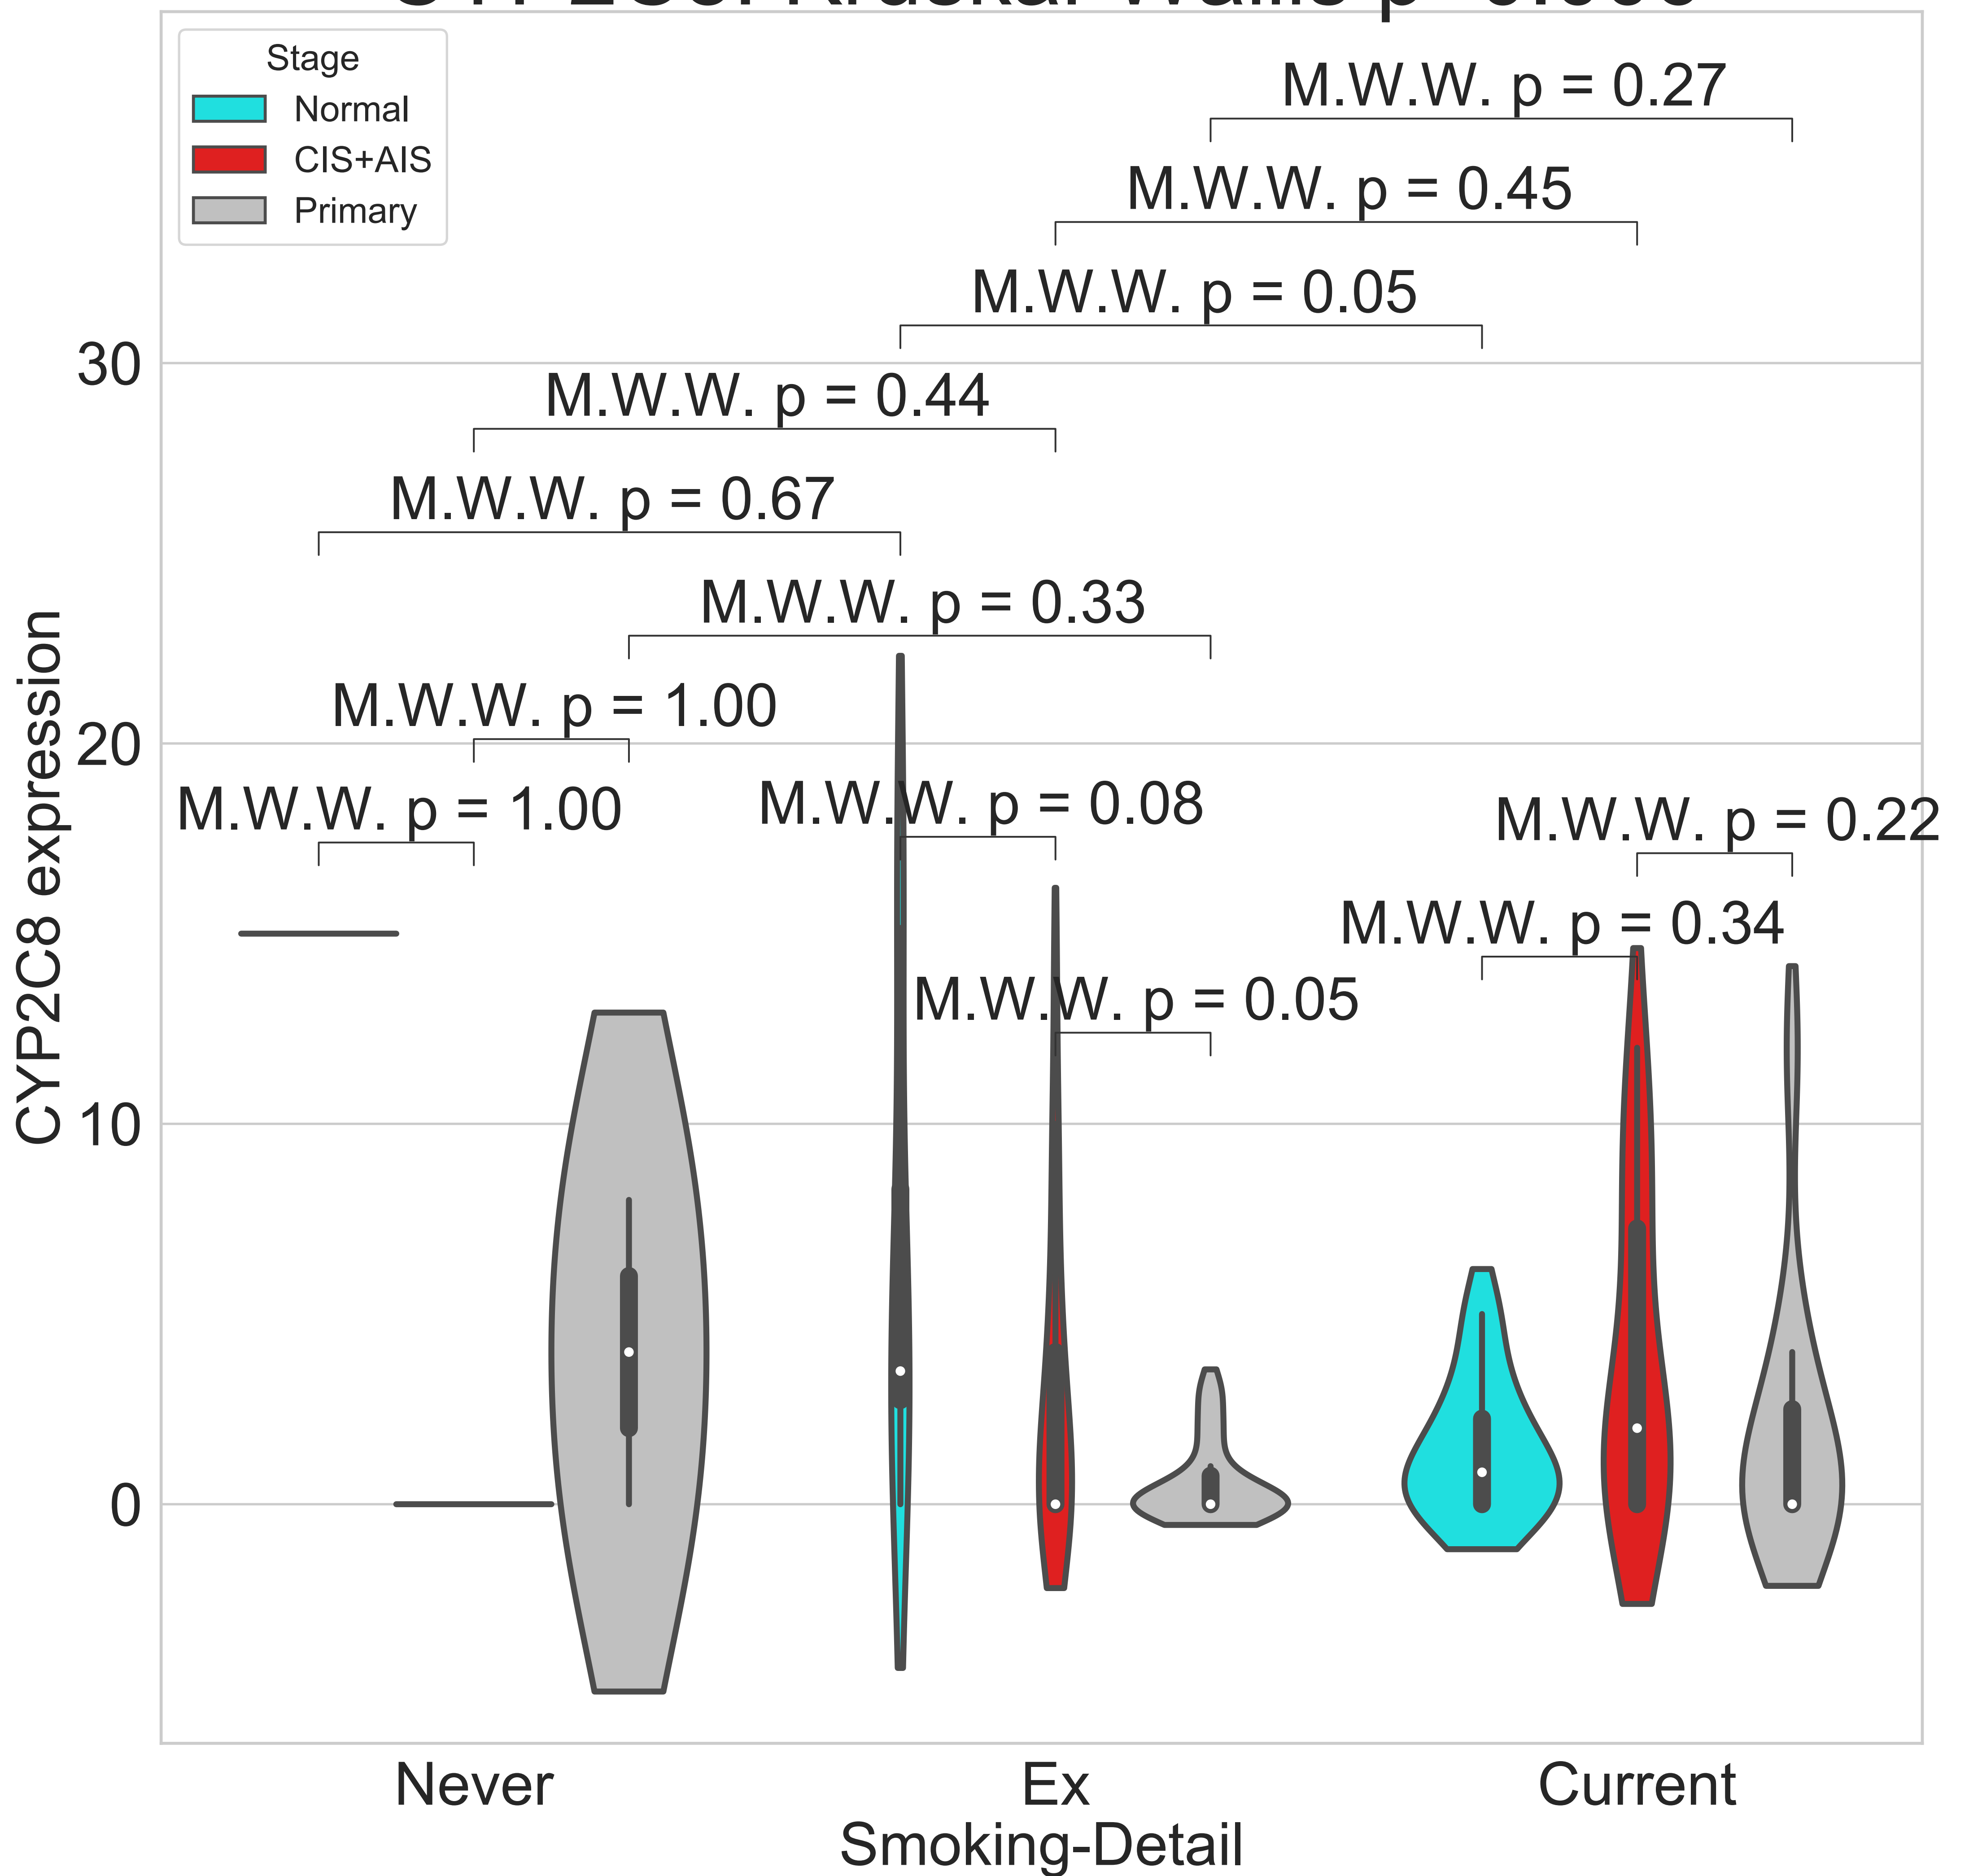 Stage
Normal
CIS+AIS
Primary
M.W.W. p = 0.27
M.W.W. p = 0.45
M.W.W. p = 0.05
M.W.W. p = 0.44
M.W.W. p = 0.67
M.W.W. p = 0.33
M.W.W. p = 1.00
M.W.W. p = 1.00
M.W.W. p = 0.08
M.W.W. p = 0.22
M.W.W. p = 0.34
M.W.W. p = 0.05
CYP2C8 expression
30
20
10
0
Never
Ex
Current
Smoking-Detail